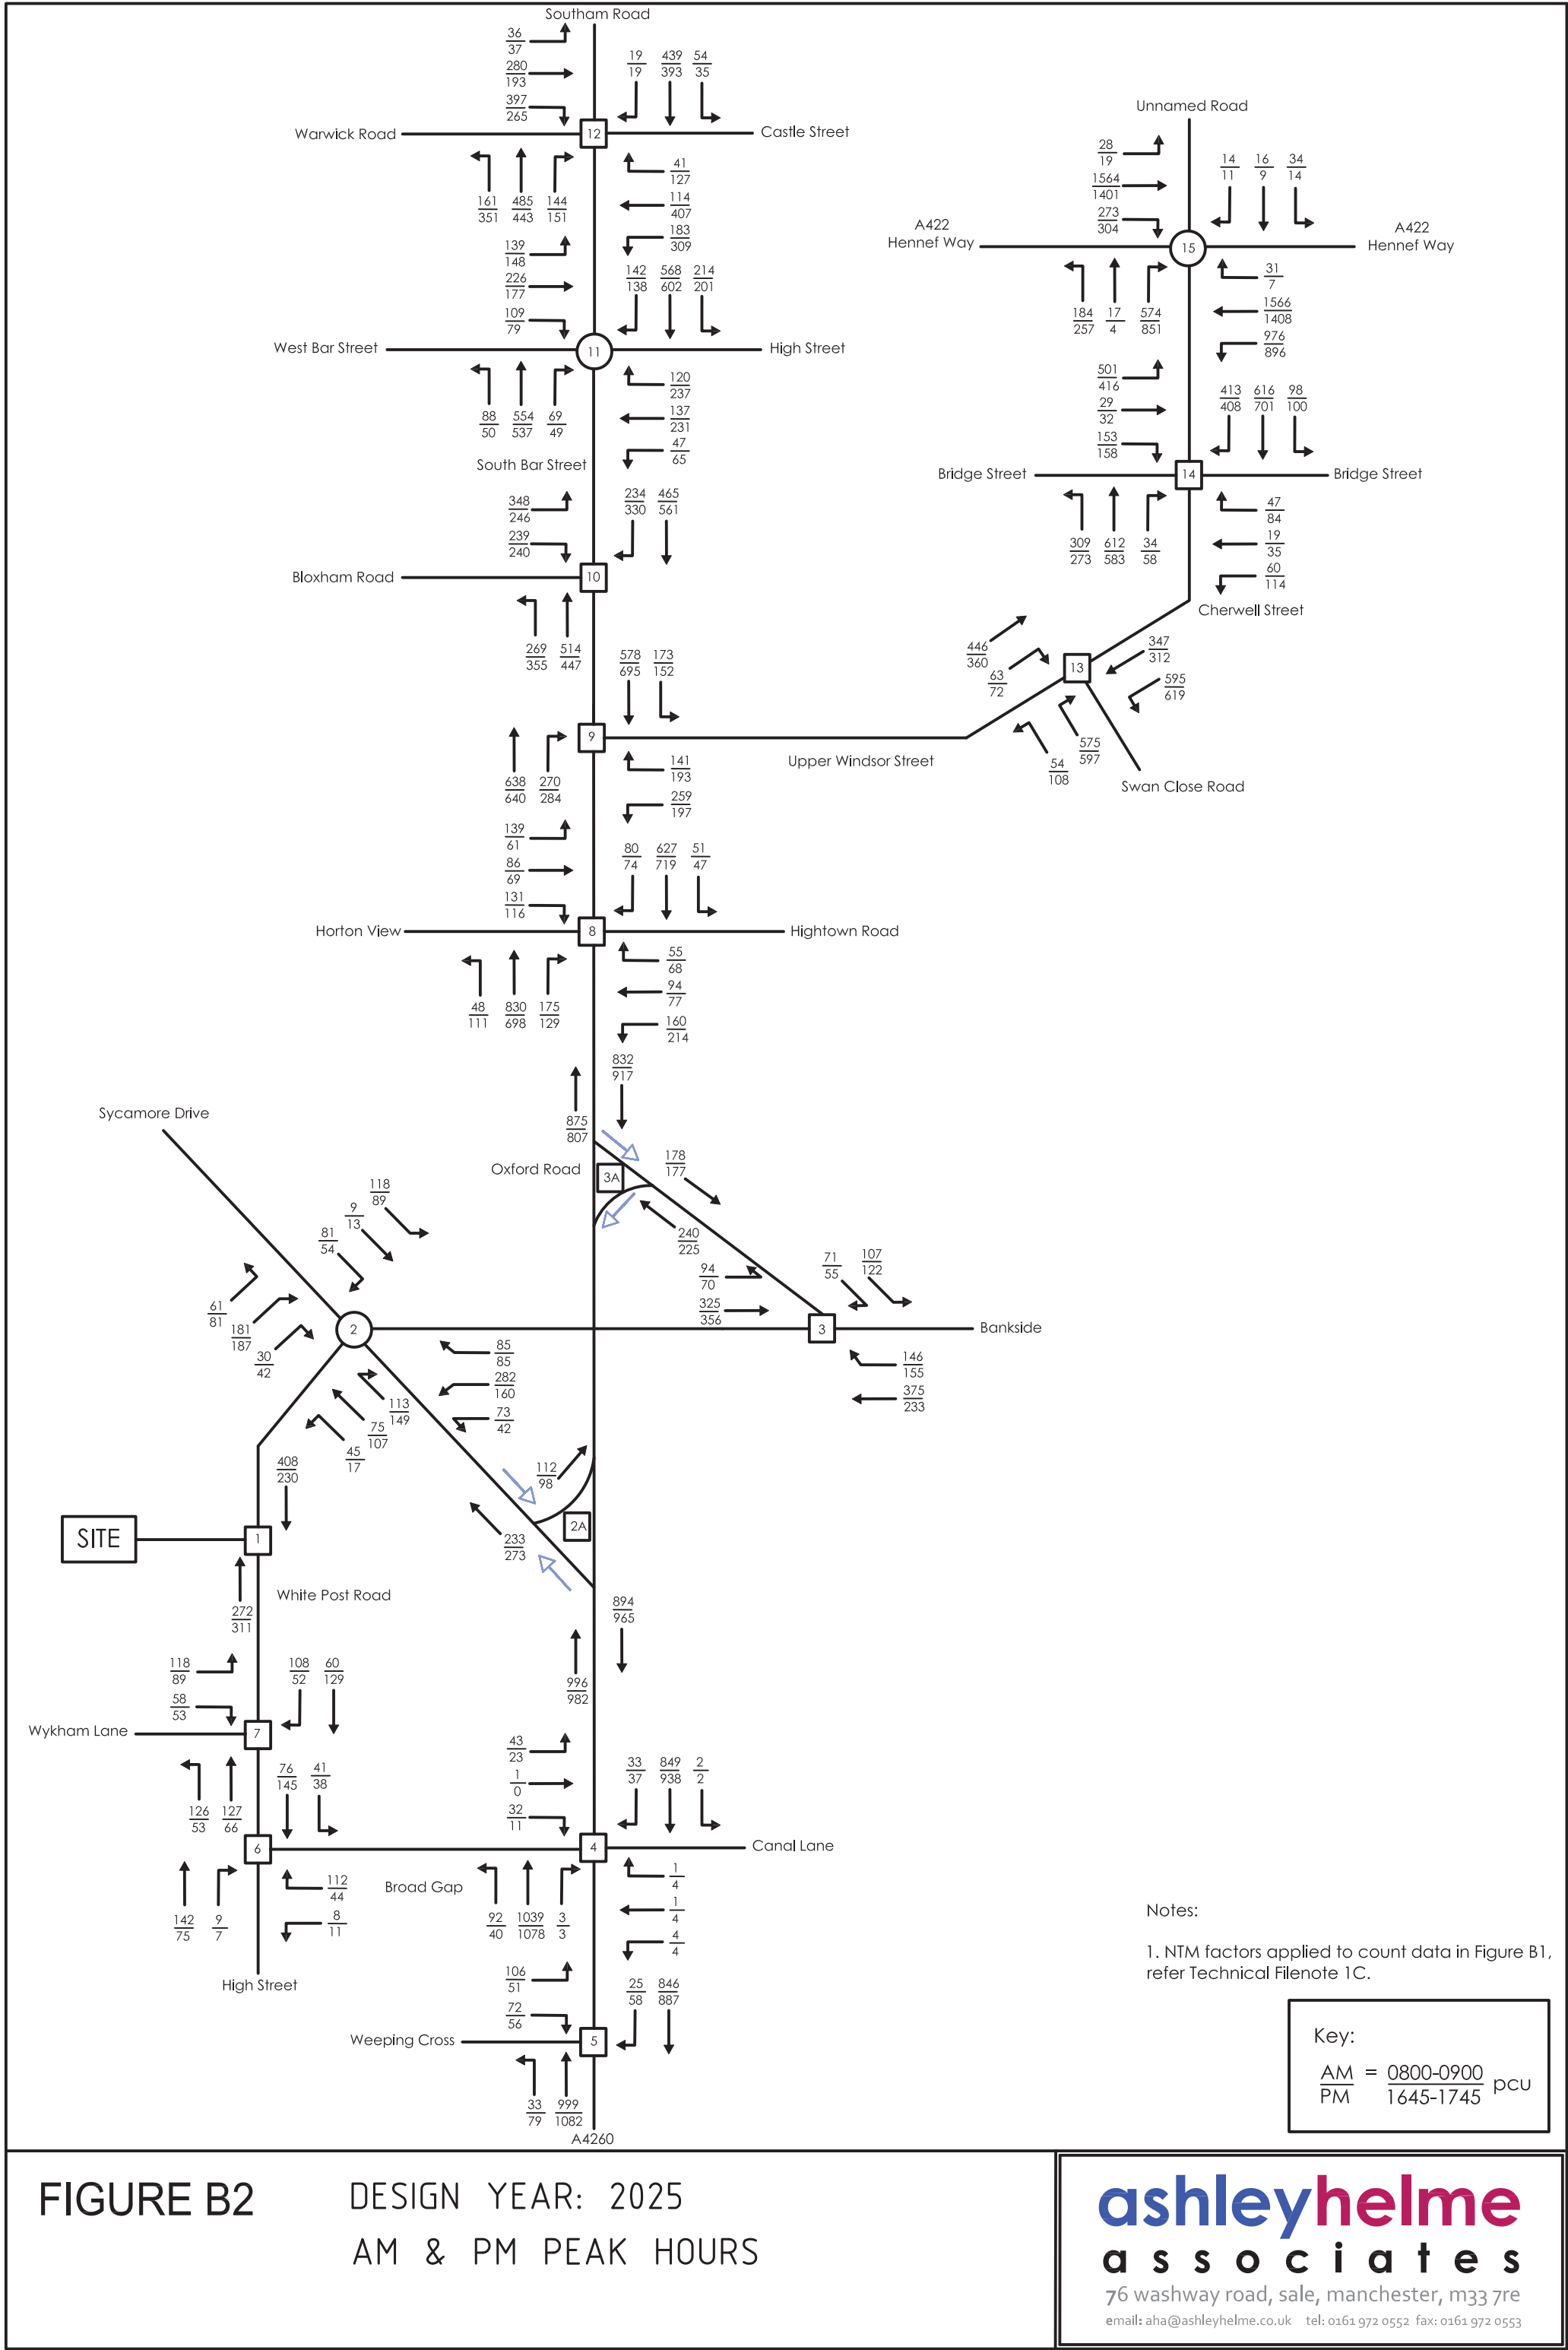 Southam Road
36
37
280
193
397
265
19 439 54
19 393 35
Warwick Road
12
Castle Street
161 485 144
351 443 151
41
127
114
407
183
309
139
148
226
177
109
79
142 568 214
138 602 201
West Bar Street
11
High Street
88 554 69
50 537 49
120
237
137
231
47
65
South Bar Street
348
246
239
240
234 465
330 561
Bloxham Road
10
269 514
355 447
578 173
695 152
9
Upper Windsor Street
638 270
640 284
141
193
259
197
139
61
86
69
131
116
80 627 51
74 719 47
Horton View
8
Hightown Road
48 830 175
111 698 129
55
68
94
77
160
214
832
917
875
807
Unnamed Road
28
19
1564
1401
273
304
14 16 34
11 9 14
A422
Hennef Way
15
A422
Hennef Way
184 17 574
257 4 851
31
7
1566
1408
976
896
501
416
29
32
153
158
413 616 98
408 701 100
Bridge Street
14
Bridge Street
309 612 34
273 583 58
47
84
19
35
60
114
Cherwell Street
446
360
63
72
13
347
312
595
619
575
597
54
108
Swan Close Road
Sycamore Drive
Oxford Road
3A
178
177
240
225
118
89
9
13
81
54
61
81
181
187
30
42
2
94
70
325
356
71
55
107
122
3
Bankside
146
155
375
233
85
85
282
160
73
42
113
149
75
107
45
17
408
230
112
98
2A
233
273
SITE
1
White Post Road
272
311
894
965
996
982
118
89
58
53
108 60
52 129
Wykham Lane
7
126 127
53 66
76 41
145 38
6
142 9
75 7
112
44
8
11
High Street
Broad Gap
43
23
1
0
32
11
33 849 2
37 938 2
4
Canal Lane
92 1039 3
40 1078 3
1
4
1
4
4
4
106
51
72
56
25 846
58 887
Weeping Cross
5
33 999
79 1082
A4260
Notes:
1. NTM factors applied to count data in Figure B1,
refer Technical Filenote 1C.
Key:
AM = 0800-0900 pcu
PM 1645-1745
FIGURE B2
DESIGN YEAR: 2025
AM & PM PEAK HOURS
ashleyhelme
associates
76 washway road, sale, manchester, m33 7re
email: aha@ashleyhelme.co.uk tel: 0161 972 0552 fax: 0161 972 0553